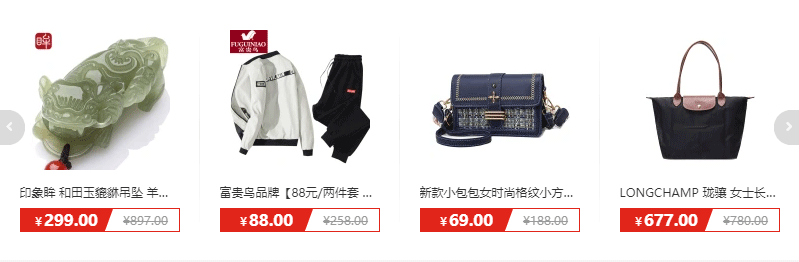 眸
FUGUINIAO
富贵鸟
印象眸 和田玉貔貅吊坠 羊...
富贵鸟品牌【88元/两件套 ...
新款小包包女时尚格纹小方...
LONGCHAMP 珑骧 女士长...
¥299.00 ¥897.00
¥88.00 ¥258.00
¥69.00 ¥188.00
¥677.00 ¥780.00